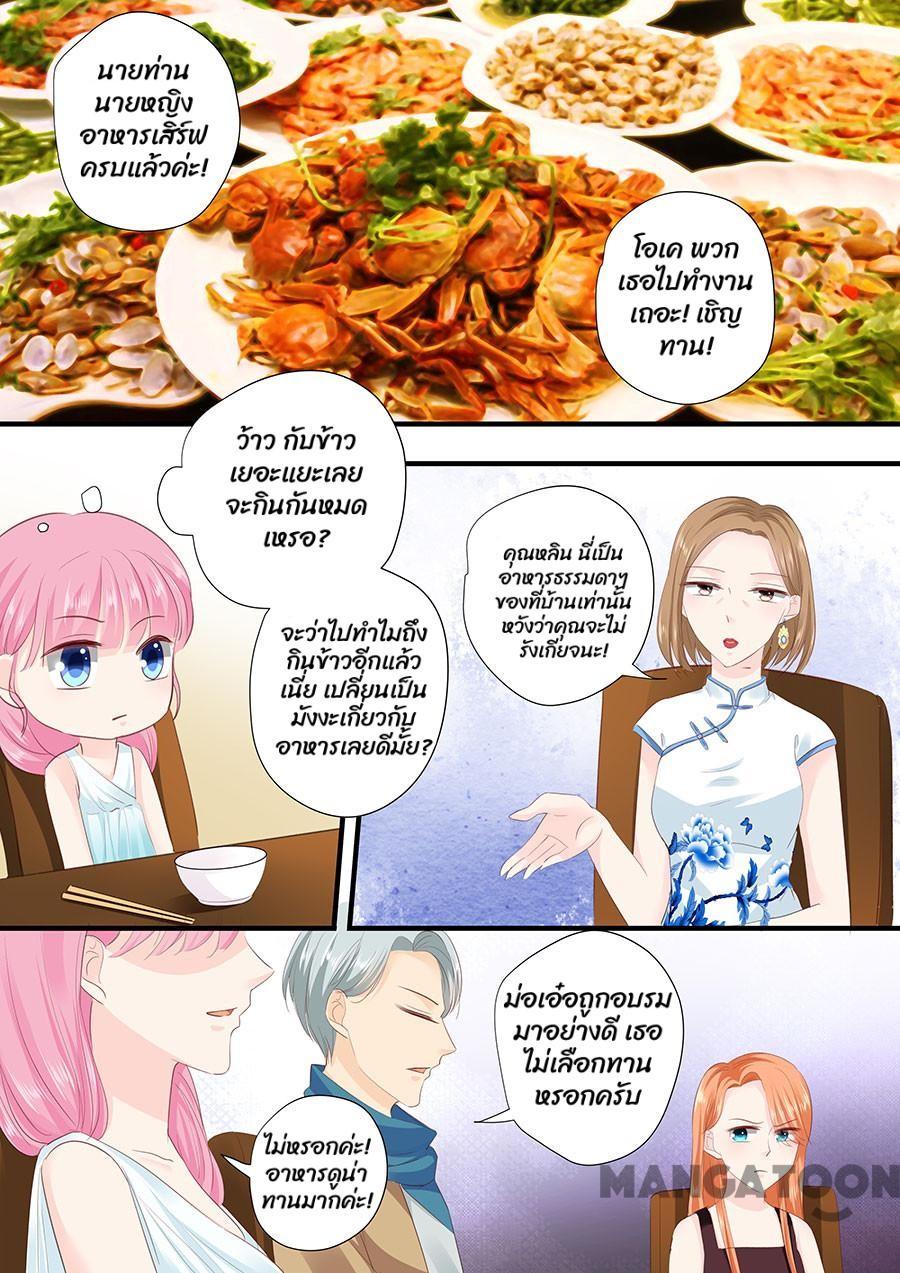 นายท่าน
นายหญิง
อาหารเสิร์ฟ
ครบแล้วค่ะ!
โอเค พวก
เธอไปทำงาน
เถอะ! เชิญ
ทาน!
ว้าว กับข้าว
เยอะแยะเลย
จะกินกันหมด
เหรอ?
จะว่าไปทำไมถึง
กินข้าวอีกแล้ว
เนี่ย เปลี่ยนเป็น
มังงะเกี่ยวกับ
อาหารเลยดีมั้ย?
คุณหลิน นี่เป็น
อาหารธรรมดาๆ
ของที่บ้านเท่านั้น
หวังว่าคุณจะไม่
รังเกียจนะ!
ม่อเอ๋อถูกอบรม
มาอย่างดี เธอ
ไม่เลือกทาน
หรอกครับ
ไม่หรอกค่ะ!
อาหารดูน่า
ทานมากค่ะ!
MANGATOON